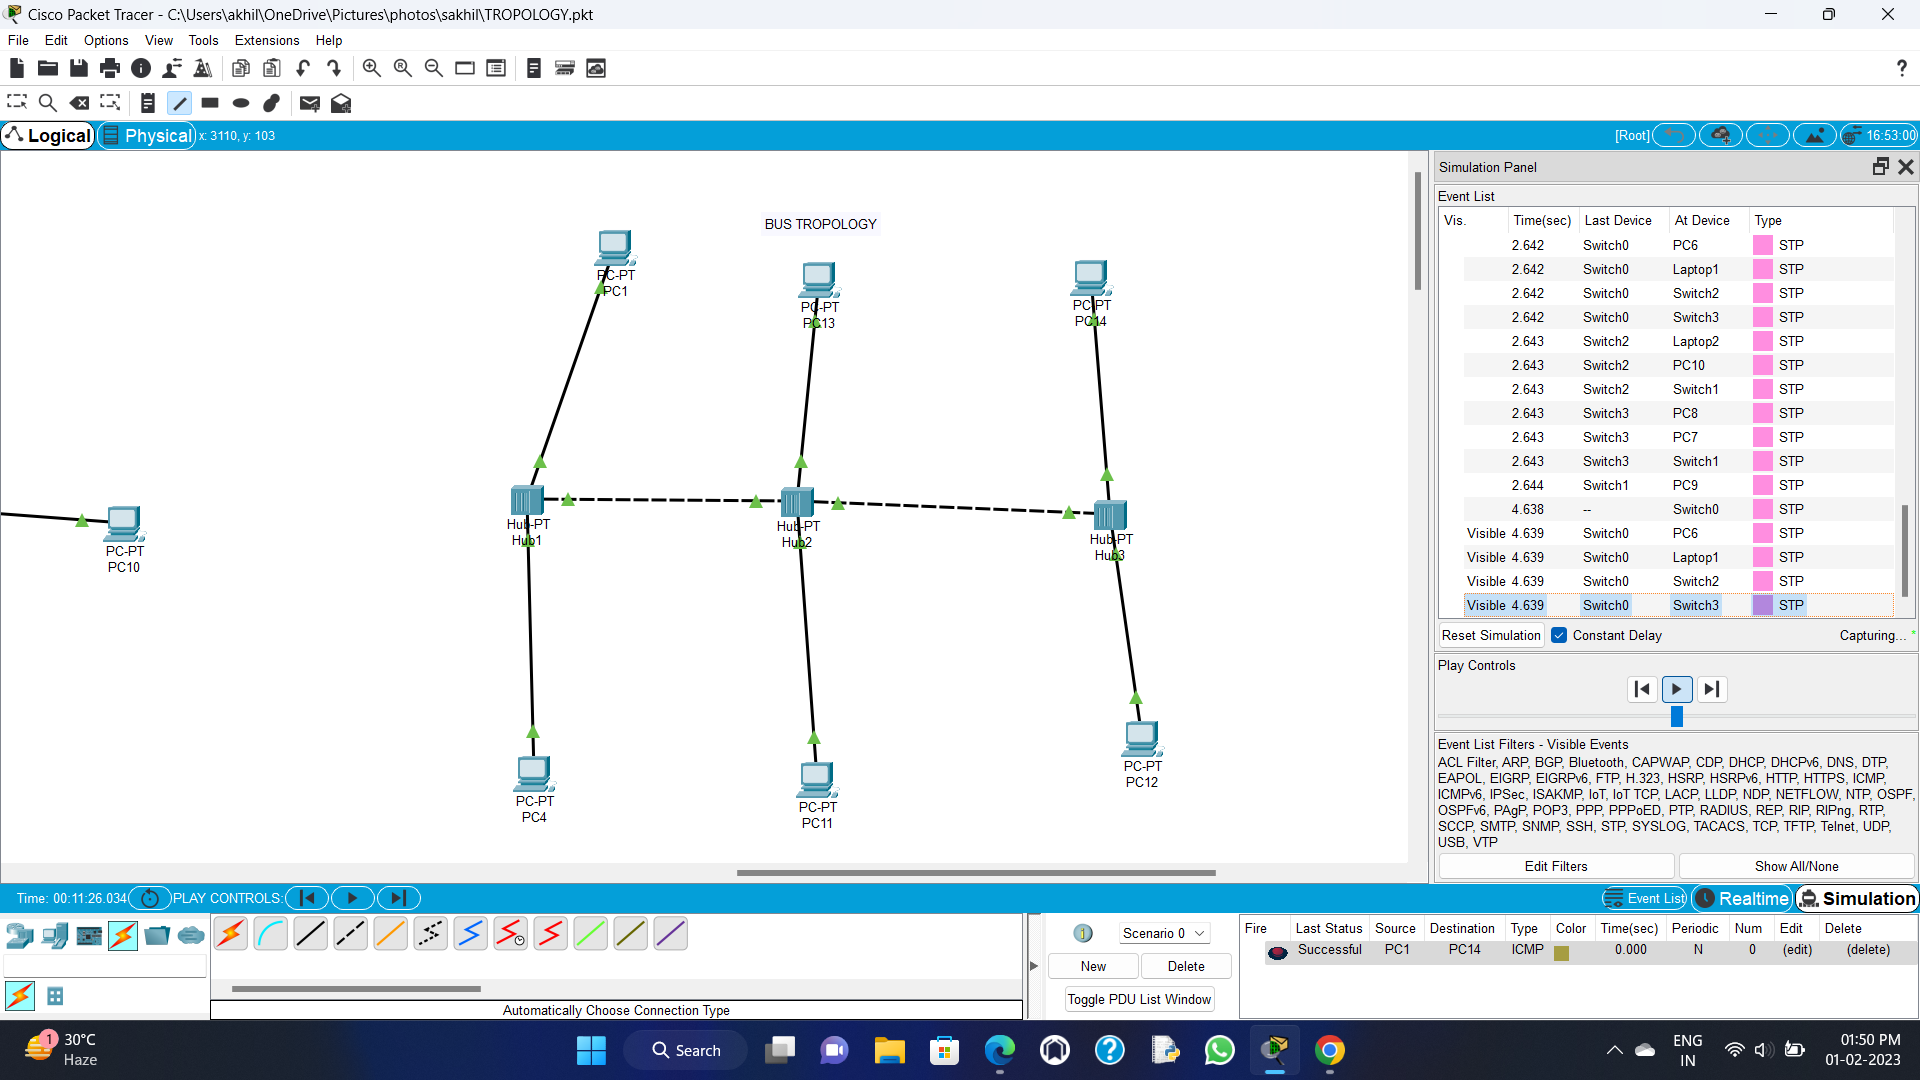 Cisco Packet Tracer - C:\Users\akhil\OneDrive\Pictures\photos\sakhil\TROPOLOGY.pkt
File Edit Options View Tools Extensions Help
?
Logical Physical x: 3110, y: 103
[Root] 16:53:00
BUS TROPOLOGY
PC-PT
PC1
PC-PT
PC13
PC-PT
PC14
Hub-PT
Hub1
Hub-PT
Hub2
Hub-PT
Hub3
PC-PT
PC10
PC-PT
PC4
PC-PT
PC11
PC-PT
PC12
Simulation Panel
Event List
Vis. Time(sec) Last Device At Device Type
2.642 Switch0 PC6 STP
2.642 Switch0 Laptop1 STP
2.642 Switch0 Switch2 STP
2.642 Switch0 Switch3 STP
2.643 Switch2 Laptop2 STP
2.643 Switch2 PC10 STP
2.643 Switch2 Switch1 STP
2.643 Switch3 PC8 STP
2.643 Switch3 PC7 STP
2.643 Switch3 Switch1 STP
2.644 Switch1 PC9 STP
4.638 -- Switch0 STP
Visible 4.639 Switch0 PC6 STP
Visible 4.639 Switch0 Laptop1 STP
Visible 4.639 Switch0 Switch2 STP
Visible 4.639 Switch0 Switch3 STP
Reset Simulation Constant Delay Capturing... *
Play Controls
Event List Filters - Visible Events
ACL Filter, ARP, BGP, Bluetooth, CAPWAP, CDP, DHCP, DHCPv6, DNS, DTP,
EAPOL, EIGRP, EIGRPv6, FTP, H.323, HSRP, HSRPv6, HTTP, HTTPS, ICMP,
ICMPv6, IPSec, ISAKMP, IoT, IoT TCP, LACP, LLDP, NDP, NETFLOW, NTP, OSPF,
OSPFv6, PAgP, POP3, PPP, PPPoED, PTP, RADIUS, REP, RIP, RIPng, RTP,
SCCP, SMTP, SNMP, SSH, STP, SYSLOG, TACACS, TCP, TFTP, Telnet, UDP,
USB, VTP
Edit Filters Show All/None
Time: 00:11:26.034 PLAY CONTROLS: Event List Realtime Simulation
Automatically Choose Connection Type
1 Scenario 0
New Delete
Toggle PDU List Window
Fire Last Status Source Destination Type Color Time(sec) Periodic Num Edit Delete
Successful PC1 PC14 ICMP 0.000 N 0 (edit) (delete)
1 30°C
Haze
Search
ENG
IN
01:50 PM
01-02-2023